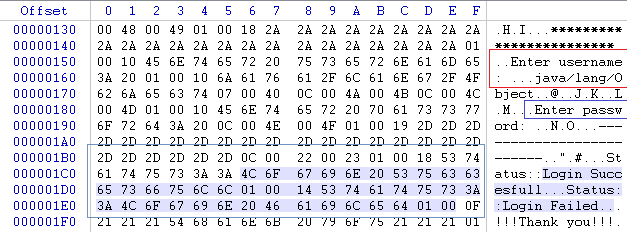 Offset 0 1 2 3 4 5 6 7 8 9 A B C D E F
00000130 00 48 00 49 01 00 18 2A 2A 2A 2A 2A 2A 2A 2A 2A .H.I...*********
00000140 2A 2A 2A 2A 2A 2A 2A 2A 2A 2A 2A 2A 2A 2A 2A 01 ***************.
00000150 00 10 45 6E 74 65 72 20 75 73 65 72 6E 61 6D 65 ..Enter username
00000160 3A 20 01 00 10 6A 61 76 61 2F 6C 61 6E 67 2F 4F : ...java/lang/O
00000170 62 6A 65 63 74 07 00 40 0C 00 4A 00 4B 0C 00 4C bject..@..J.K..L
00000180 00 4D 01 00 10 45 6E 74 65 72 20 70 61 73 73 77 .M...Enter passw
00000190 6F 72 64 3A 20 0C 00 4E 00 4F 01 00 19 2D 2D 2D ord: ..N.O...---
000001A0 2D 2D 2D 2D 2D 2D 2D 2D 2D 2D 2D 2D 2D 2D 2D 2D ----------------
000001B0 2D 2D 2D 2D 2D 2D 0C 00 22 00 23 01 00 18 53 74 ------..".#...St
000001C0 61 74 75 73 3A 3A 4C 6F 67 69 6E 20 53 75 63 63 atus::Login Succ
000001D0 65 73 66 75 6C 6C 01 00 14 53 74 61 74 75 73 3A esfull...Status:
000001E0 3A 4C 6F 67 69 6E 20 46 61 69 6C 65 64 01 00 0F :Login Failed...
000001F0 21 21 21 54 68 61 6E 6B 20 79 6F 75 21 21 21 01 !!!Thank you!!!.